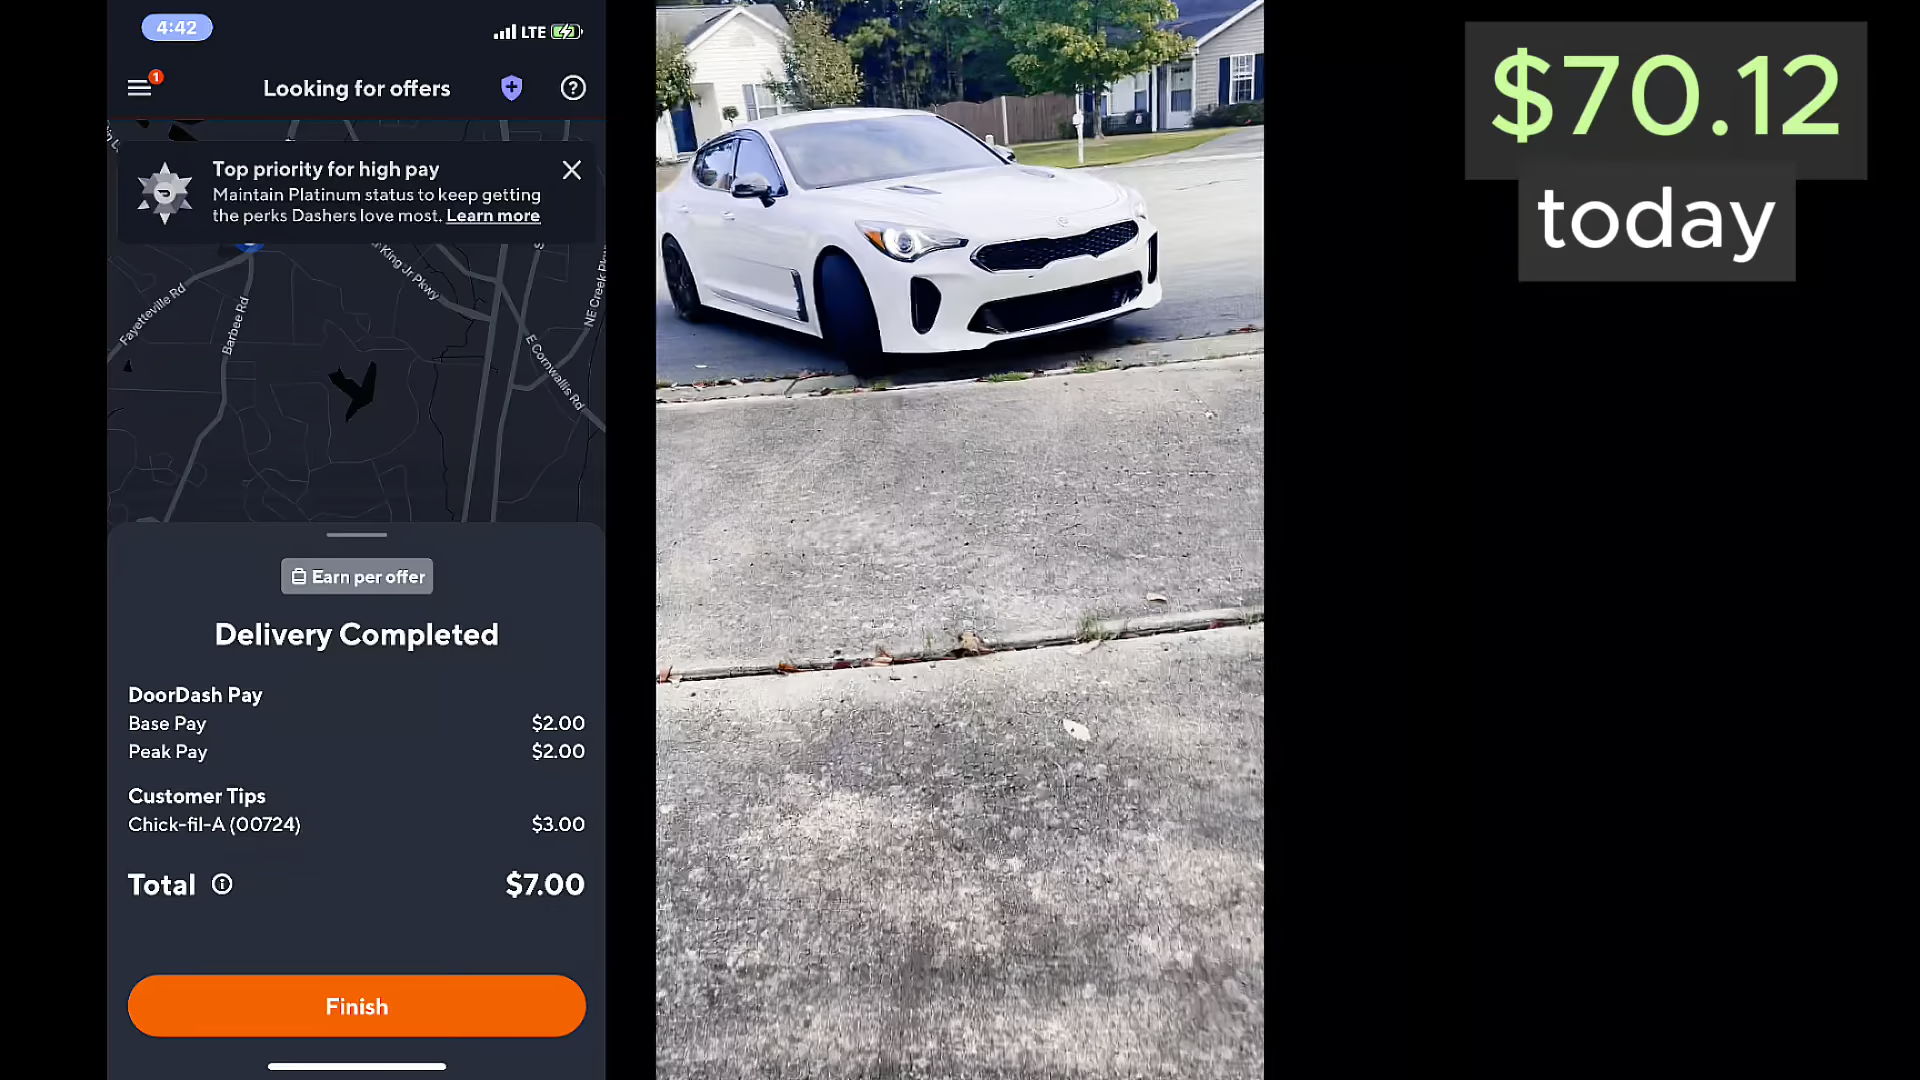 4:42
LTE
1
Looking for offers
Top priority for high pay
Maintain Platinum status to keep getting
the perks Dashers love most. Learn more
King Jr Pkwy
Fayetteville Rd
Barbee Rd
NE Creek
E Cornwallis Rd
Earn per offer
Delivery Completed
DoorDash Pay
Base Pay $2.00
Peak Pay $2.00
Customer Tips
Chick-fil-A (00724) $3.00
Total $7.00
Finish
$70.12
today